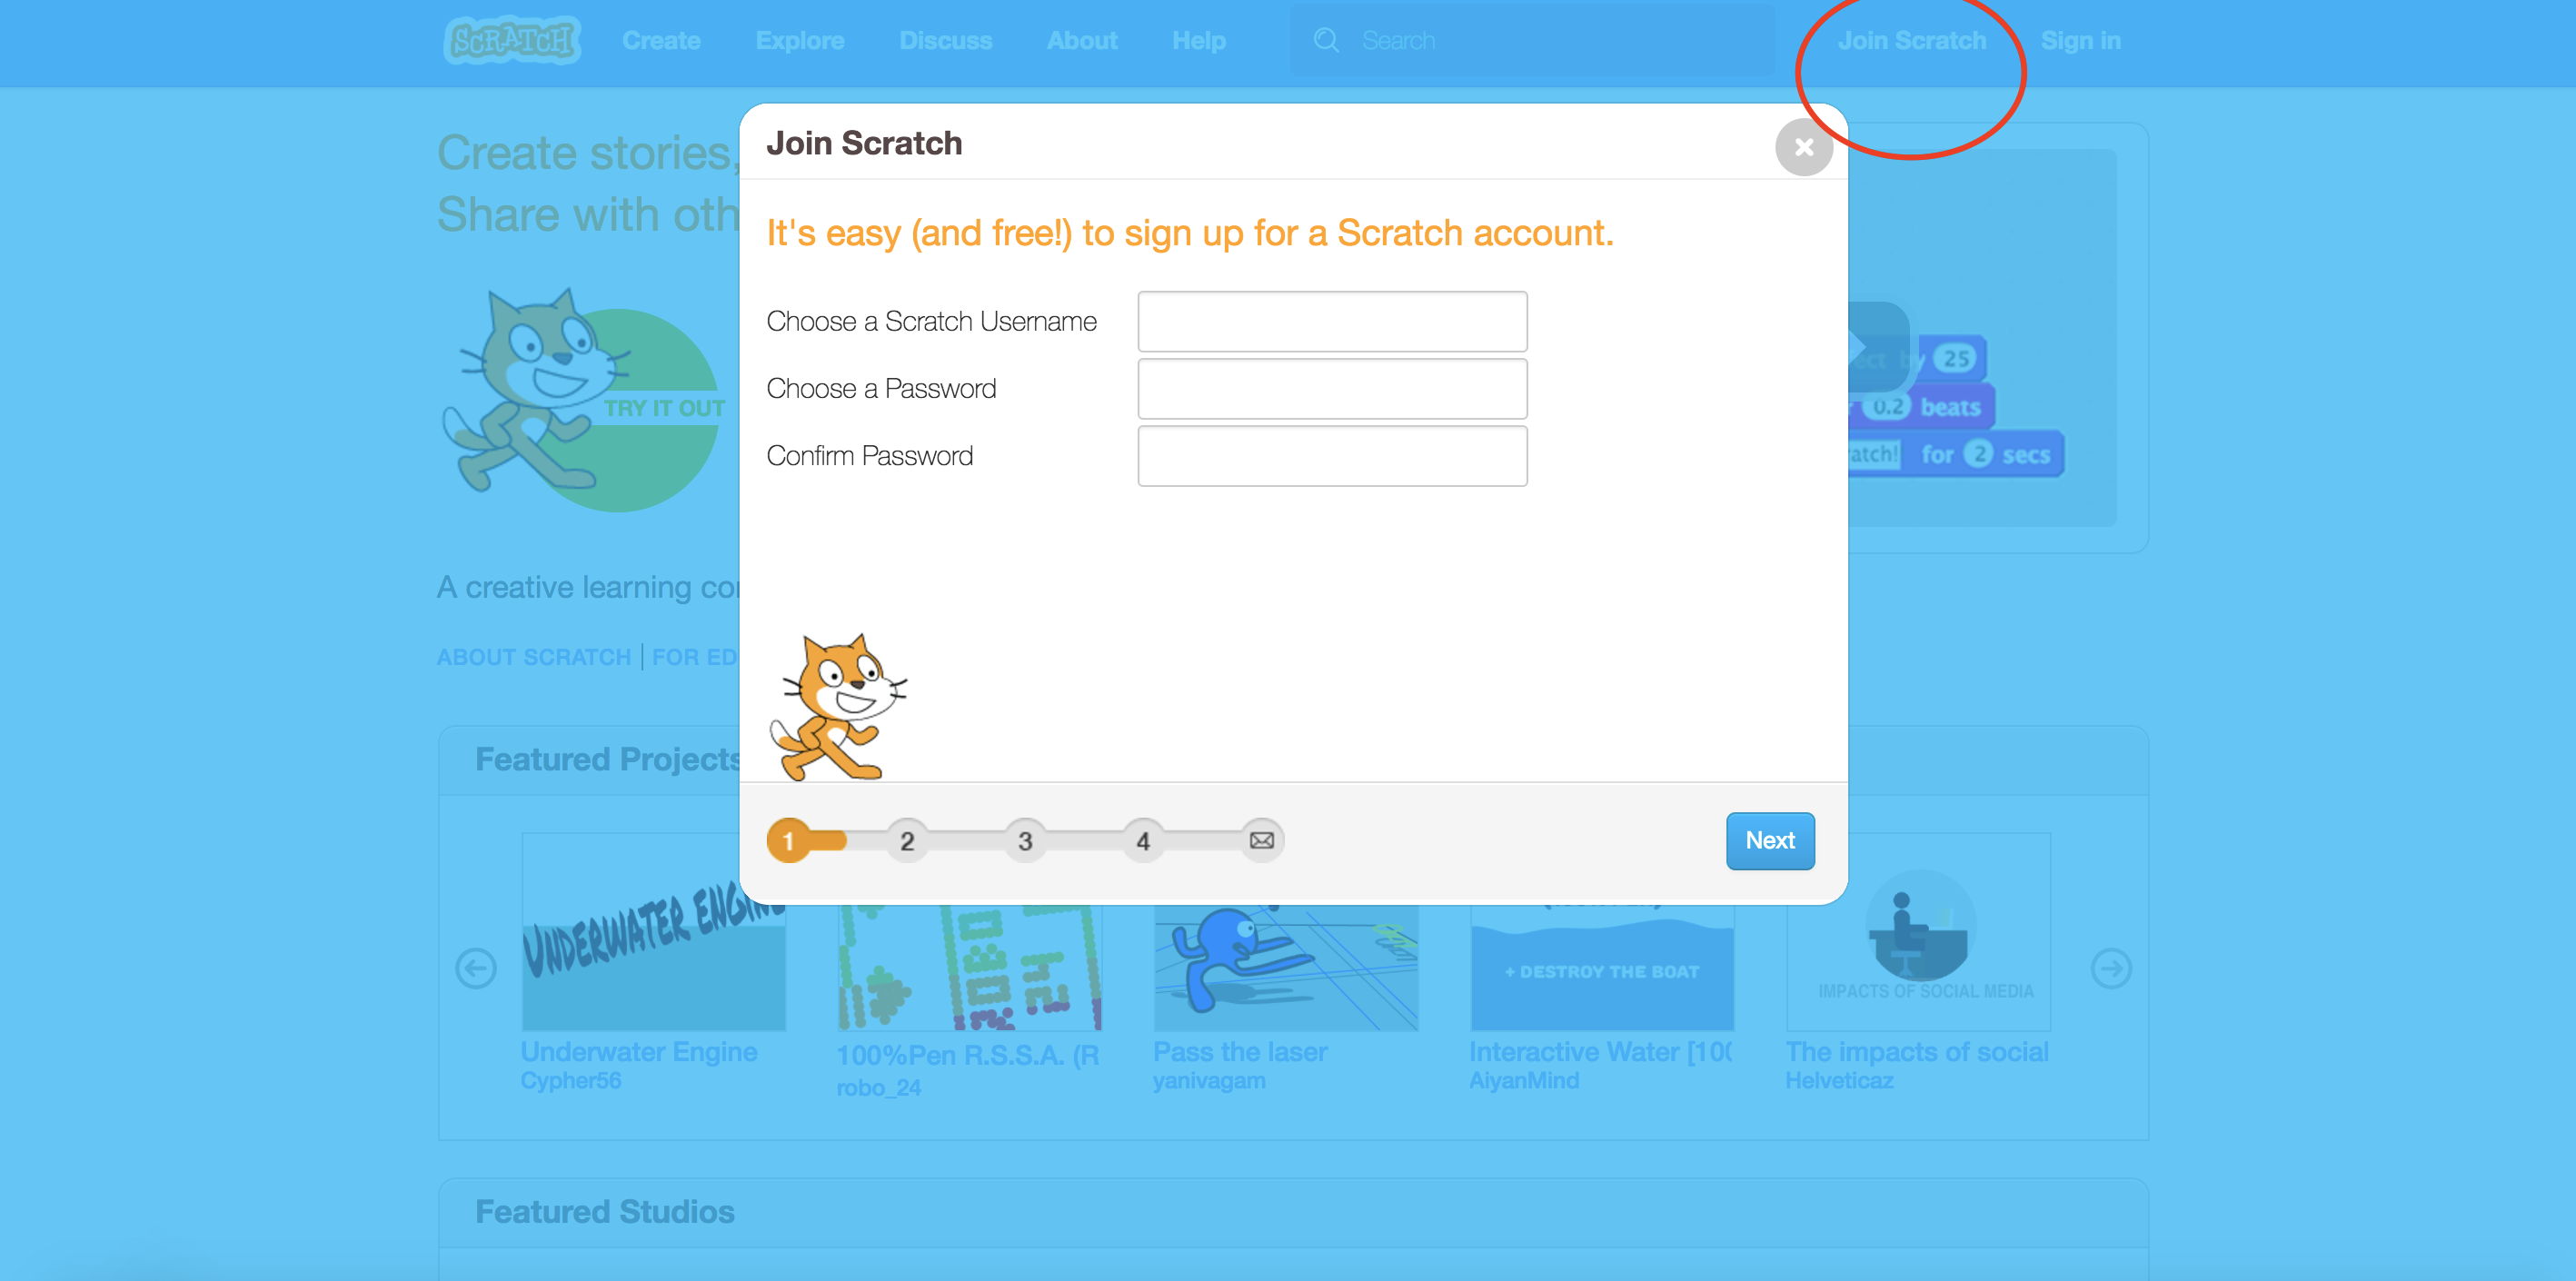 SCRATCH
Create Explore Discuss About Help Search Join Scratch Sign in
Join Scratch
Create stories,
Share with oth
It's easy (and free!) to sign up for a Scratch account.
Choose a Scratch Username
Choose a Password
Confirm Password
TRY IT OUT
ect by 25
0.2 beats
atch! for 2 secs
A creative learning
ABOUT SCRATCH | FOR ED
Featured Projects
1 2 3 4
Next
UNDERWATER ENGINE
+ DESTROY THE BOAT
IMPACTS OF SOCIAL MEDIA
Underwater Engine
Cypher56
100%Pen R.S.S.A. (R
robo_24
Pass the laser
yanivagam
Interactive Water [10
AiyanMind
The impacts of social
Helveticaz
Featured Studios